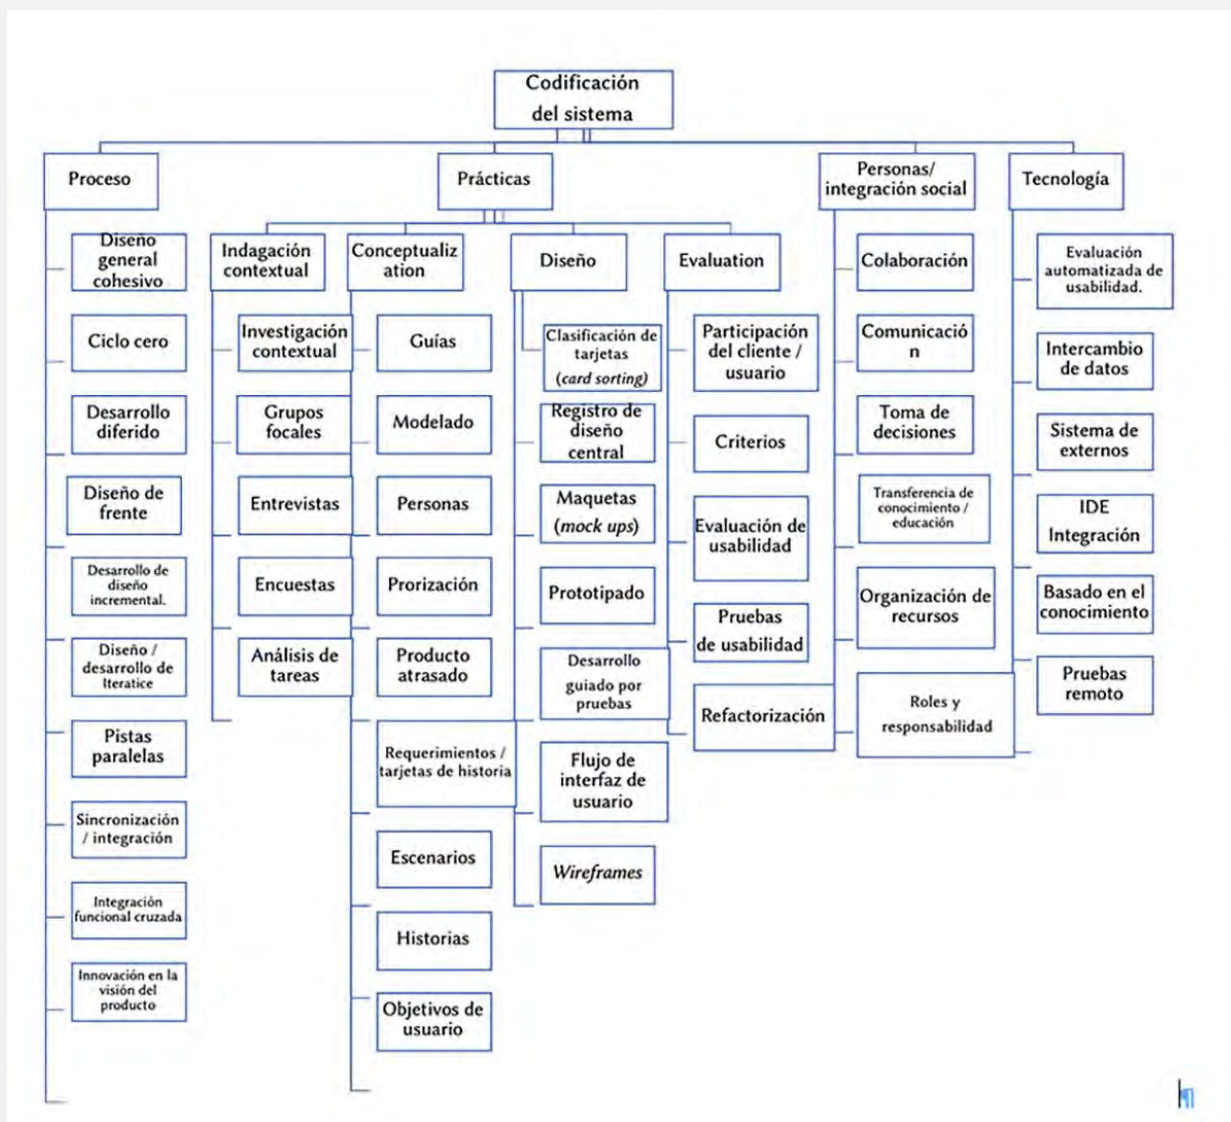 Codificación
del sistema
Proceso
Diseño
general
cohesivo
Ciclo cero
Desarrollo
diferido
Diseño de
frente
Desarrollo de
diseño
incremental.
Diseño /
desarrollo de
Iteratice
Pistas
paralelas
Sincronización
/ integración
Integración
funcional cruzada
Innovación en la
visión del
producto
Prácticas
Indagación
contextual
Investigación
contextual
Grupos
focales
Entrevistas
Encuestas
Análisis de
tareas
Conceptualiz
ation
Guías
Modelado
Personas
Prorización
Producto
atrasado
Requerimientos /
tarjetas de historia
Escenarios
Historias
Objetivos de
usuario
Diseño
Clasificación de
tarjetas
(card sorting)
Registro de
diseño
central
Maquetas
(mock ups)
Prototipado
Desarrollo
guiado por
pruebas
Flujo de
interfaz de
usuario
Wireframes
Evaluation
Participación
del cliente /
usuario
Criterios
Evaluación de
usabilidad
Pruebas
de usabilidad
Refactorización
Personas/
integración social
Colaboración
Comunicació
n
Toma de
decisiones
Transferencia de
conocimiento /
educación
Organización de
recursos
Roles y
responsabilidad
Tecnología
Evaluación
automatizada de
usabilidad.
Intercambio
de datos
Sistema de
externos
IDE
Integración
Basado en el
conocimiento
Pruebas
remoto
¶